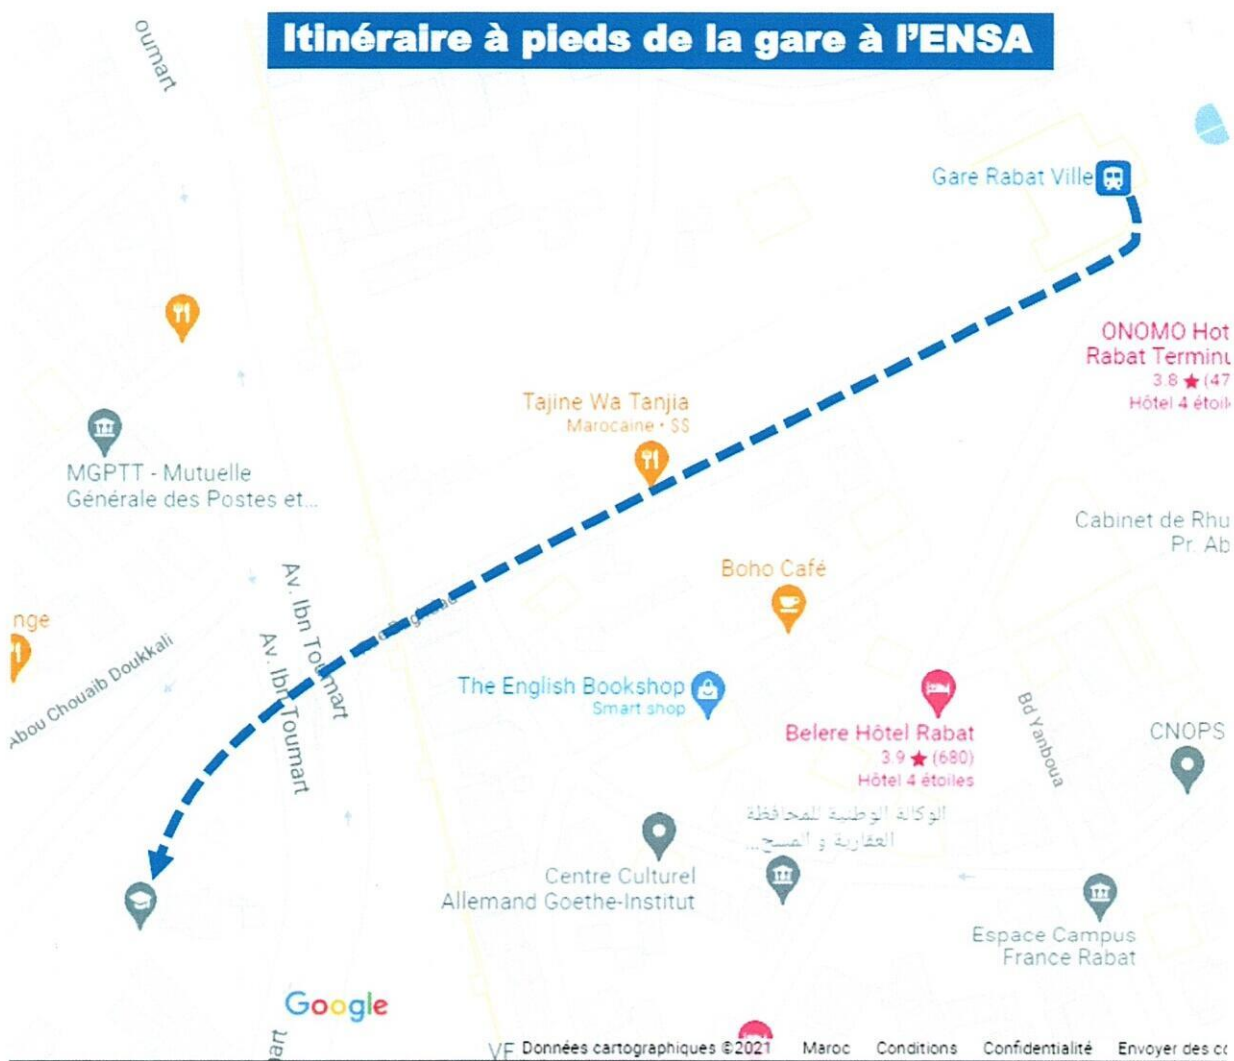 Itinéraire à pieds de la gare à l'ENSA
oumart
Gare Rabat Ville
ONOMO Hot
Rabat Terminu
3.8 ★ (47
Hôtel 4 étoil
Tajine Wa Tanjia
Marocaine · $$
MGPTT - Mutuelle
Générale des Postes et...
Cabinet de Rhu
Pr. Ab
Av. Ibn Toumart
Boho Café
nge
Abou Chouaib Doukkali
Av. Ibn Toumart
The English Bookshop
Smart shop
Belere Hôtel Rabat
3.9 ★ (680)
Hôtel 4 étoiles
Bd Yanboua
CNOPS
الوكالة الوطنية للمحافظة
العقارية و المسح...
Centre Culturel
Allemand Goethe-Institut
Espace Campus
France Rabat
Google
art
VF
Données cartographiques ©2021 Maroc Conditions Confidentialité Envoyer des co